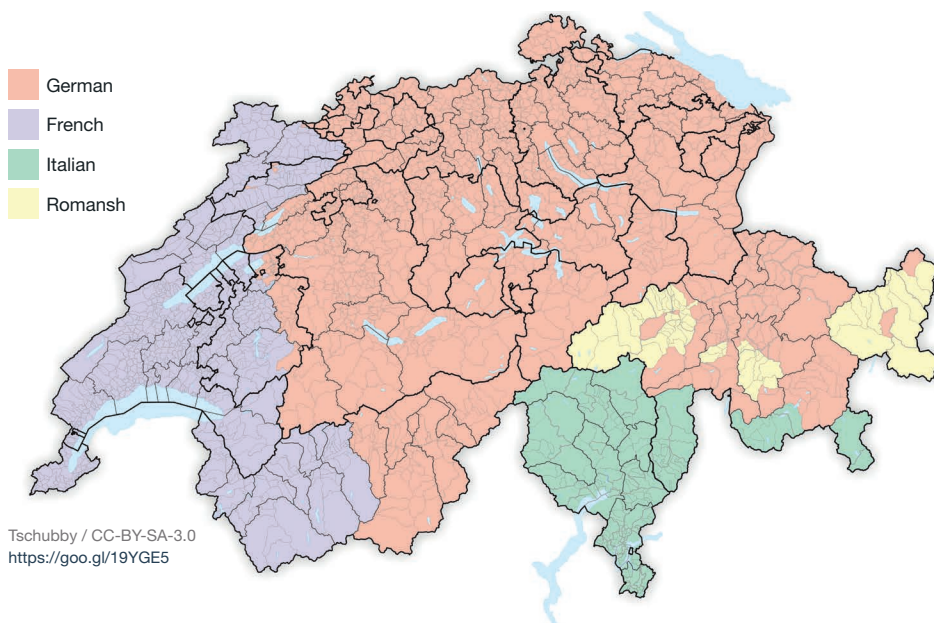 German
French
Italian
Romansh
Tschubby / CC-BY-SA-3.0
https://goo.gl/19YGE5